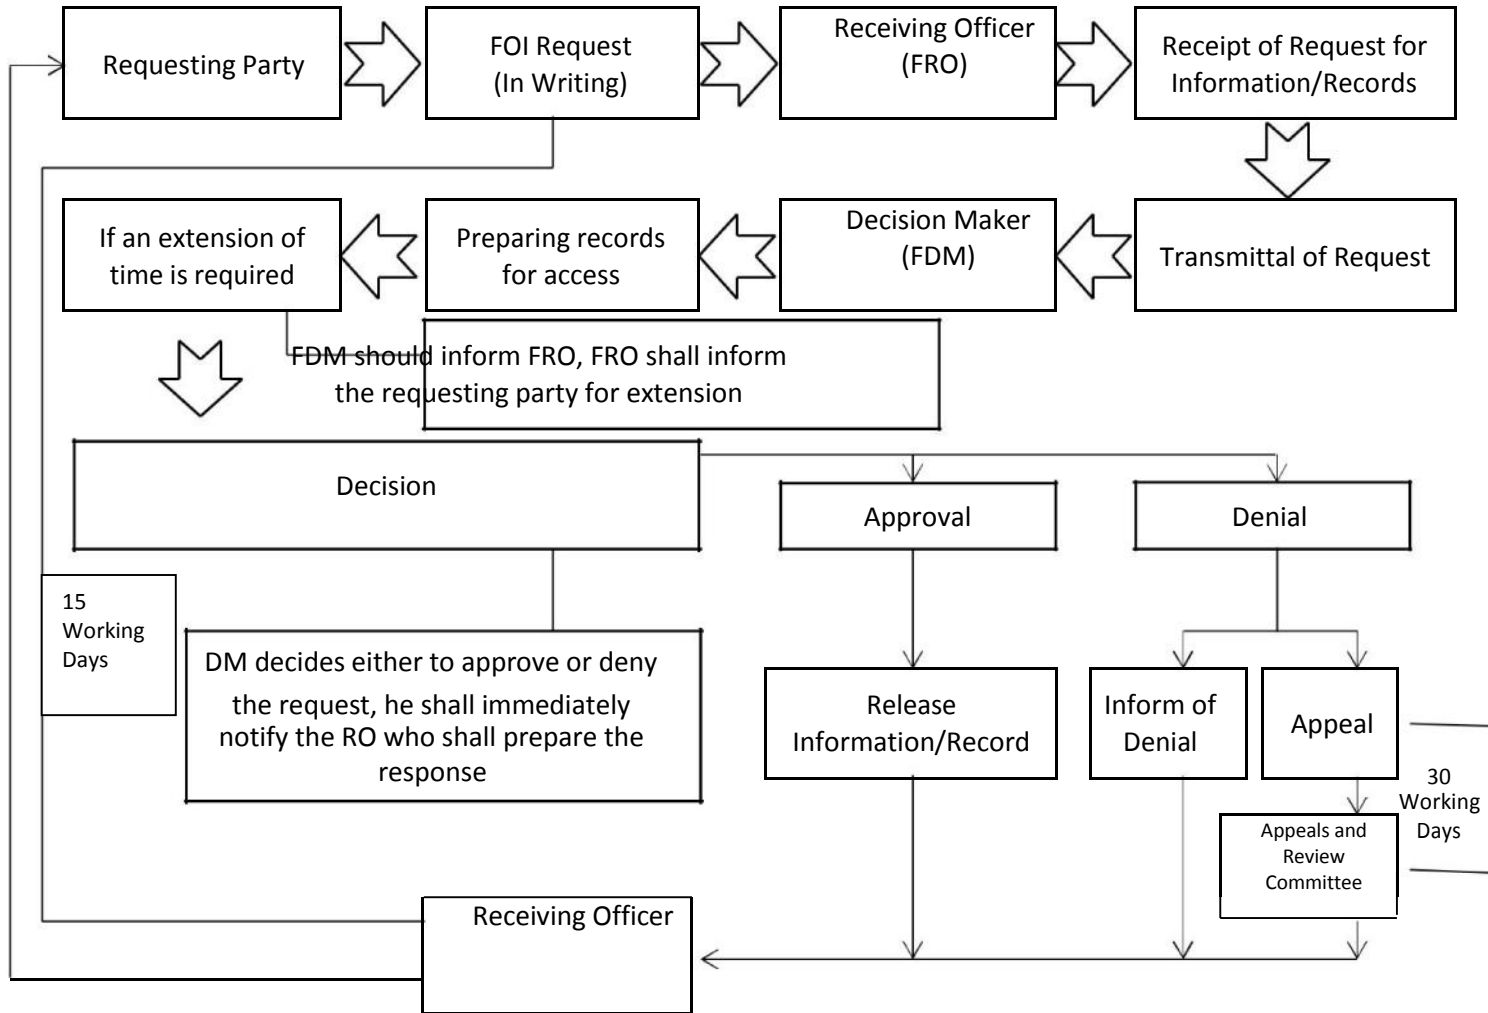 Requesting Party
FOI Request
(In Writing)
Receiving Officer
(FRO)
Receipt of Request for
Information/Records
If an extension of
time is required
Preparing records
for access
Decision Maker
(FDM)
Transmittal of Request
FDM should inform FRO, FRO shall inform
the requesting party for extension
Decision
Approval
Denial
15
Working
Days
DM decides either to approve or deny
the request, he shall immediately
notify the RO who shall prepare the
response
Release
Information/Record
Inform of
Denial
Appeal
30
Working
Days
Appeals and
Review
Committee
Receiving Officer